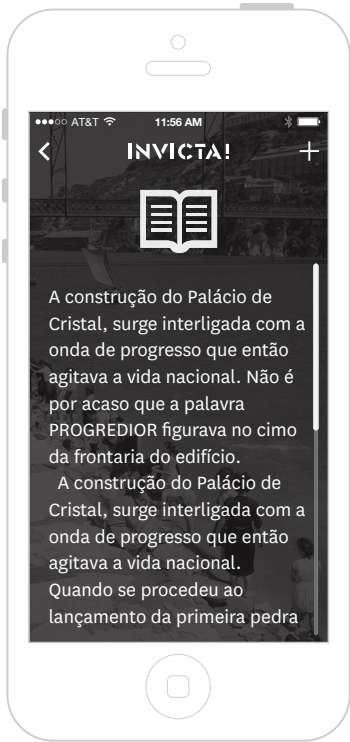 AT&T 11:56 AM
INVICTA!
A construção do Palácio de
Cristal, surge interligada com a
onda de progresso que então
agitava a vida nacional. Não é
por acaso que a palavra
PROGREDIOR figurava no cimo
da frontaria do edifício.
A construção do Palácio de
Cristal, surge interligada com a
onda de progresso que então
agitava a vida nacional.
Quando se procedeu ao
lançamento da primeira pedra